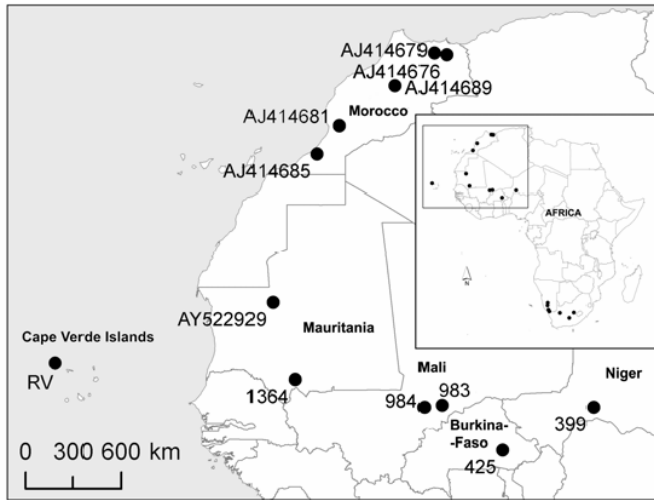 AJ414679
AJ414676
AJ414689
Morocco
AJ414681
AJ414685
AFRICA
N
AY522929
Mauritania
Cape Verde Islands
RV
Mali
Niger
1364
984
983
Burkina-
-Faso
399
425
0 300 600 km